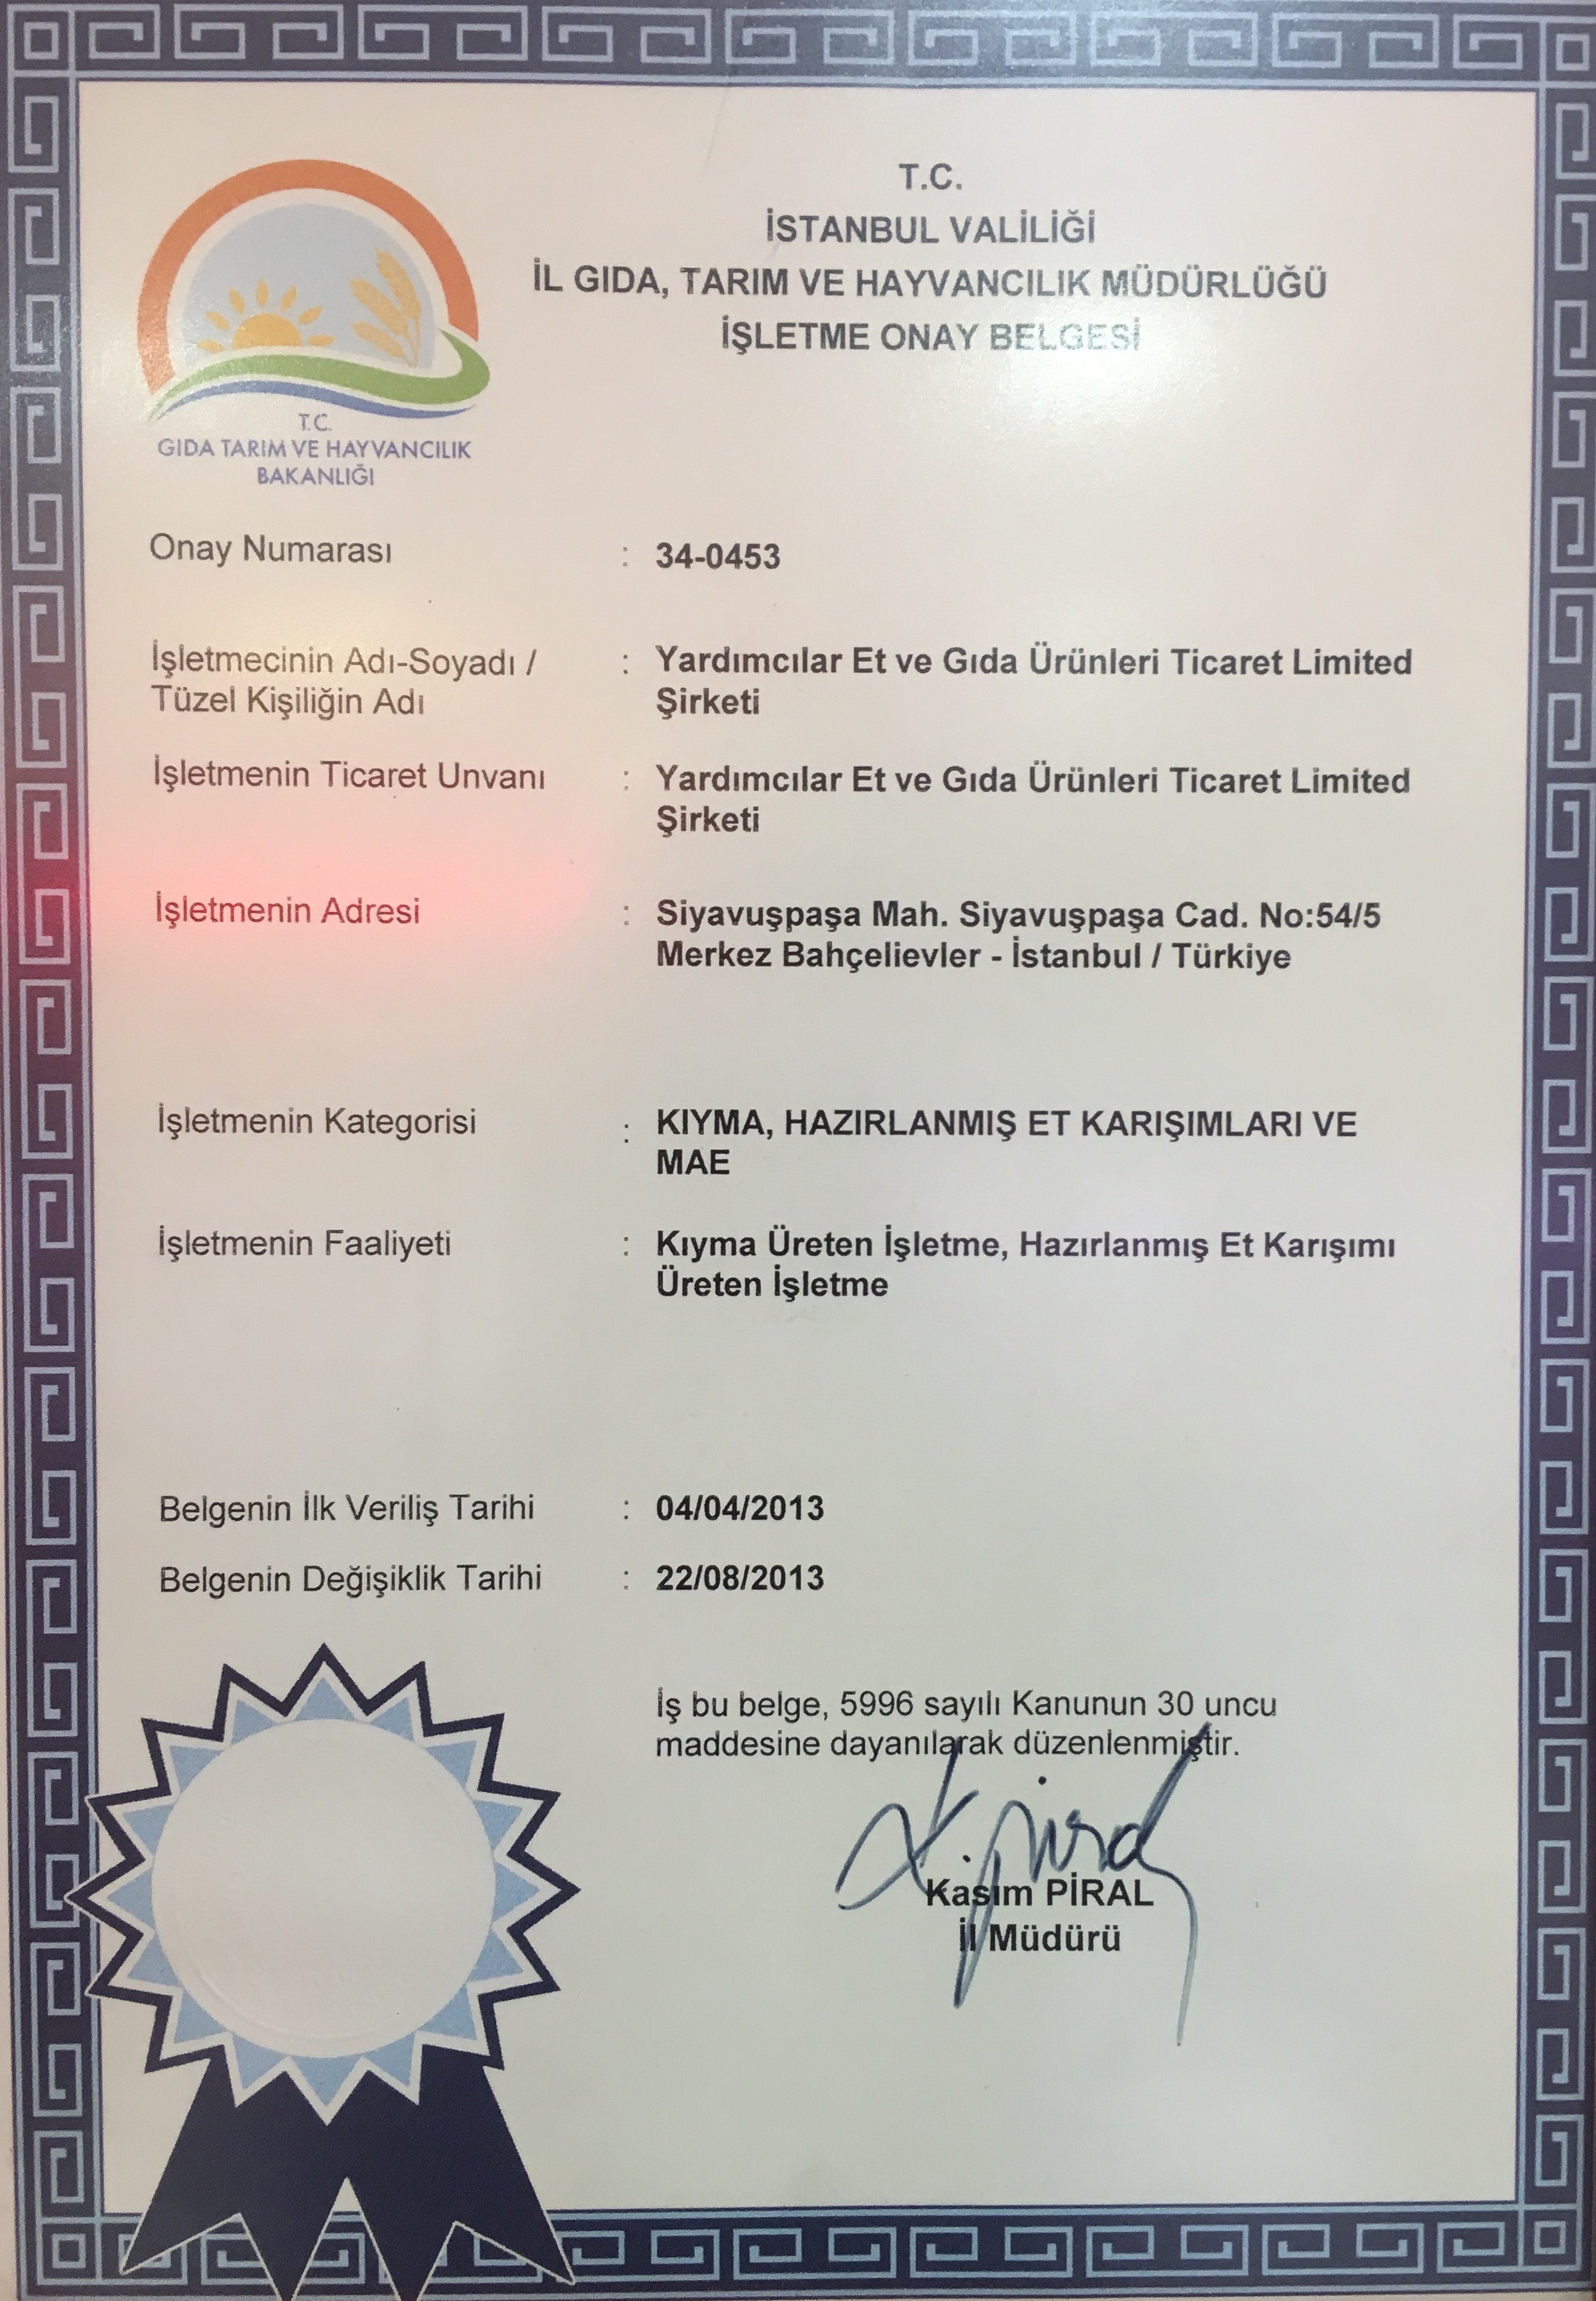 T.C.
İSTANBUL VALİLİĞİ
İL GIDA, TARIM VE HAYVANCILIK MÜDÜRLÜĞÜ
İŞLETME ONAY BELGESİ
T.C.
GIDA TARIM VE HAYVANCILIK
BAKANLIĞI
Onay Numarası : 34-0453
İşletmecinin Adı-Soyadı / : Yardımcılar Et ve Gıda Ürünleri Ticaret Limited
Tüzel Kişiliğin Adı Şirketi
İşletmenin Ticaret Unvanı : Yardımcılar Et ve Gıda Ürünleri Ticaret Limited
Şirketi
İşletmenin Adresi : Siyavuşpaşa Mah. Siyavuşpaşa Cad. No:54/5
Merkez Bahçelievler - İstanbul / Türkiye
İşletmenin Kategorisi : KIYMA, HAZIRLANMIŞ ET KARIŞIMLARI VE
MAE
İşletmenin Faaliyeti : Kıyma Üreten İşletme, Hazırlanmış Et Karışımı
Üreten İşletme
Belgenin İlk Veriliş Tarihi : 04/04/2013
Belgenin Değişiklik Tarihi : 22/08/2013
İş bu belge, 5996 sayılı Kanunun 30 uncu
maddesine dayanılarak düzenlenmiştir.
Kasım PİRAL
İl Müdürü